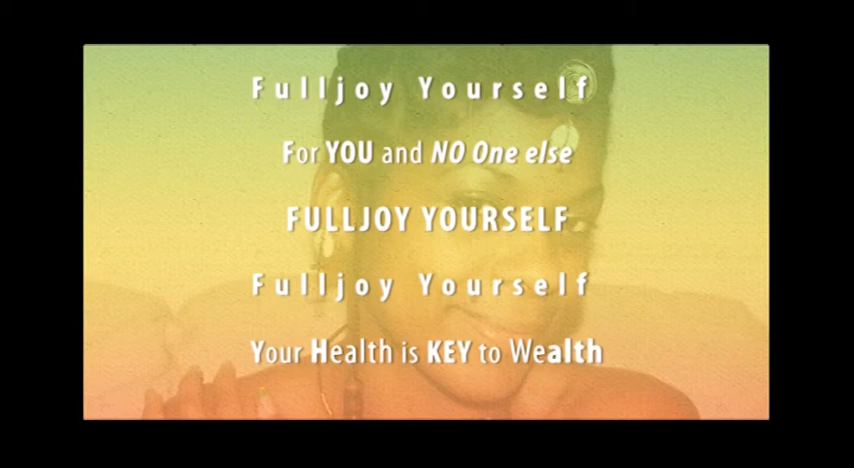 Fulljoy Yourself
For YOU and NO One else
FULLJOY YOURSELF
Fulljoy Yourself
Your Health is KEY to Wealth